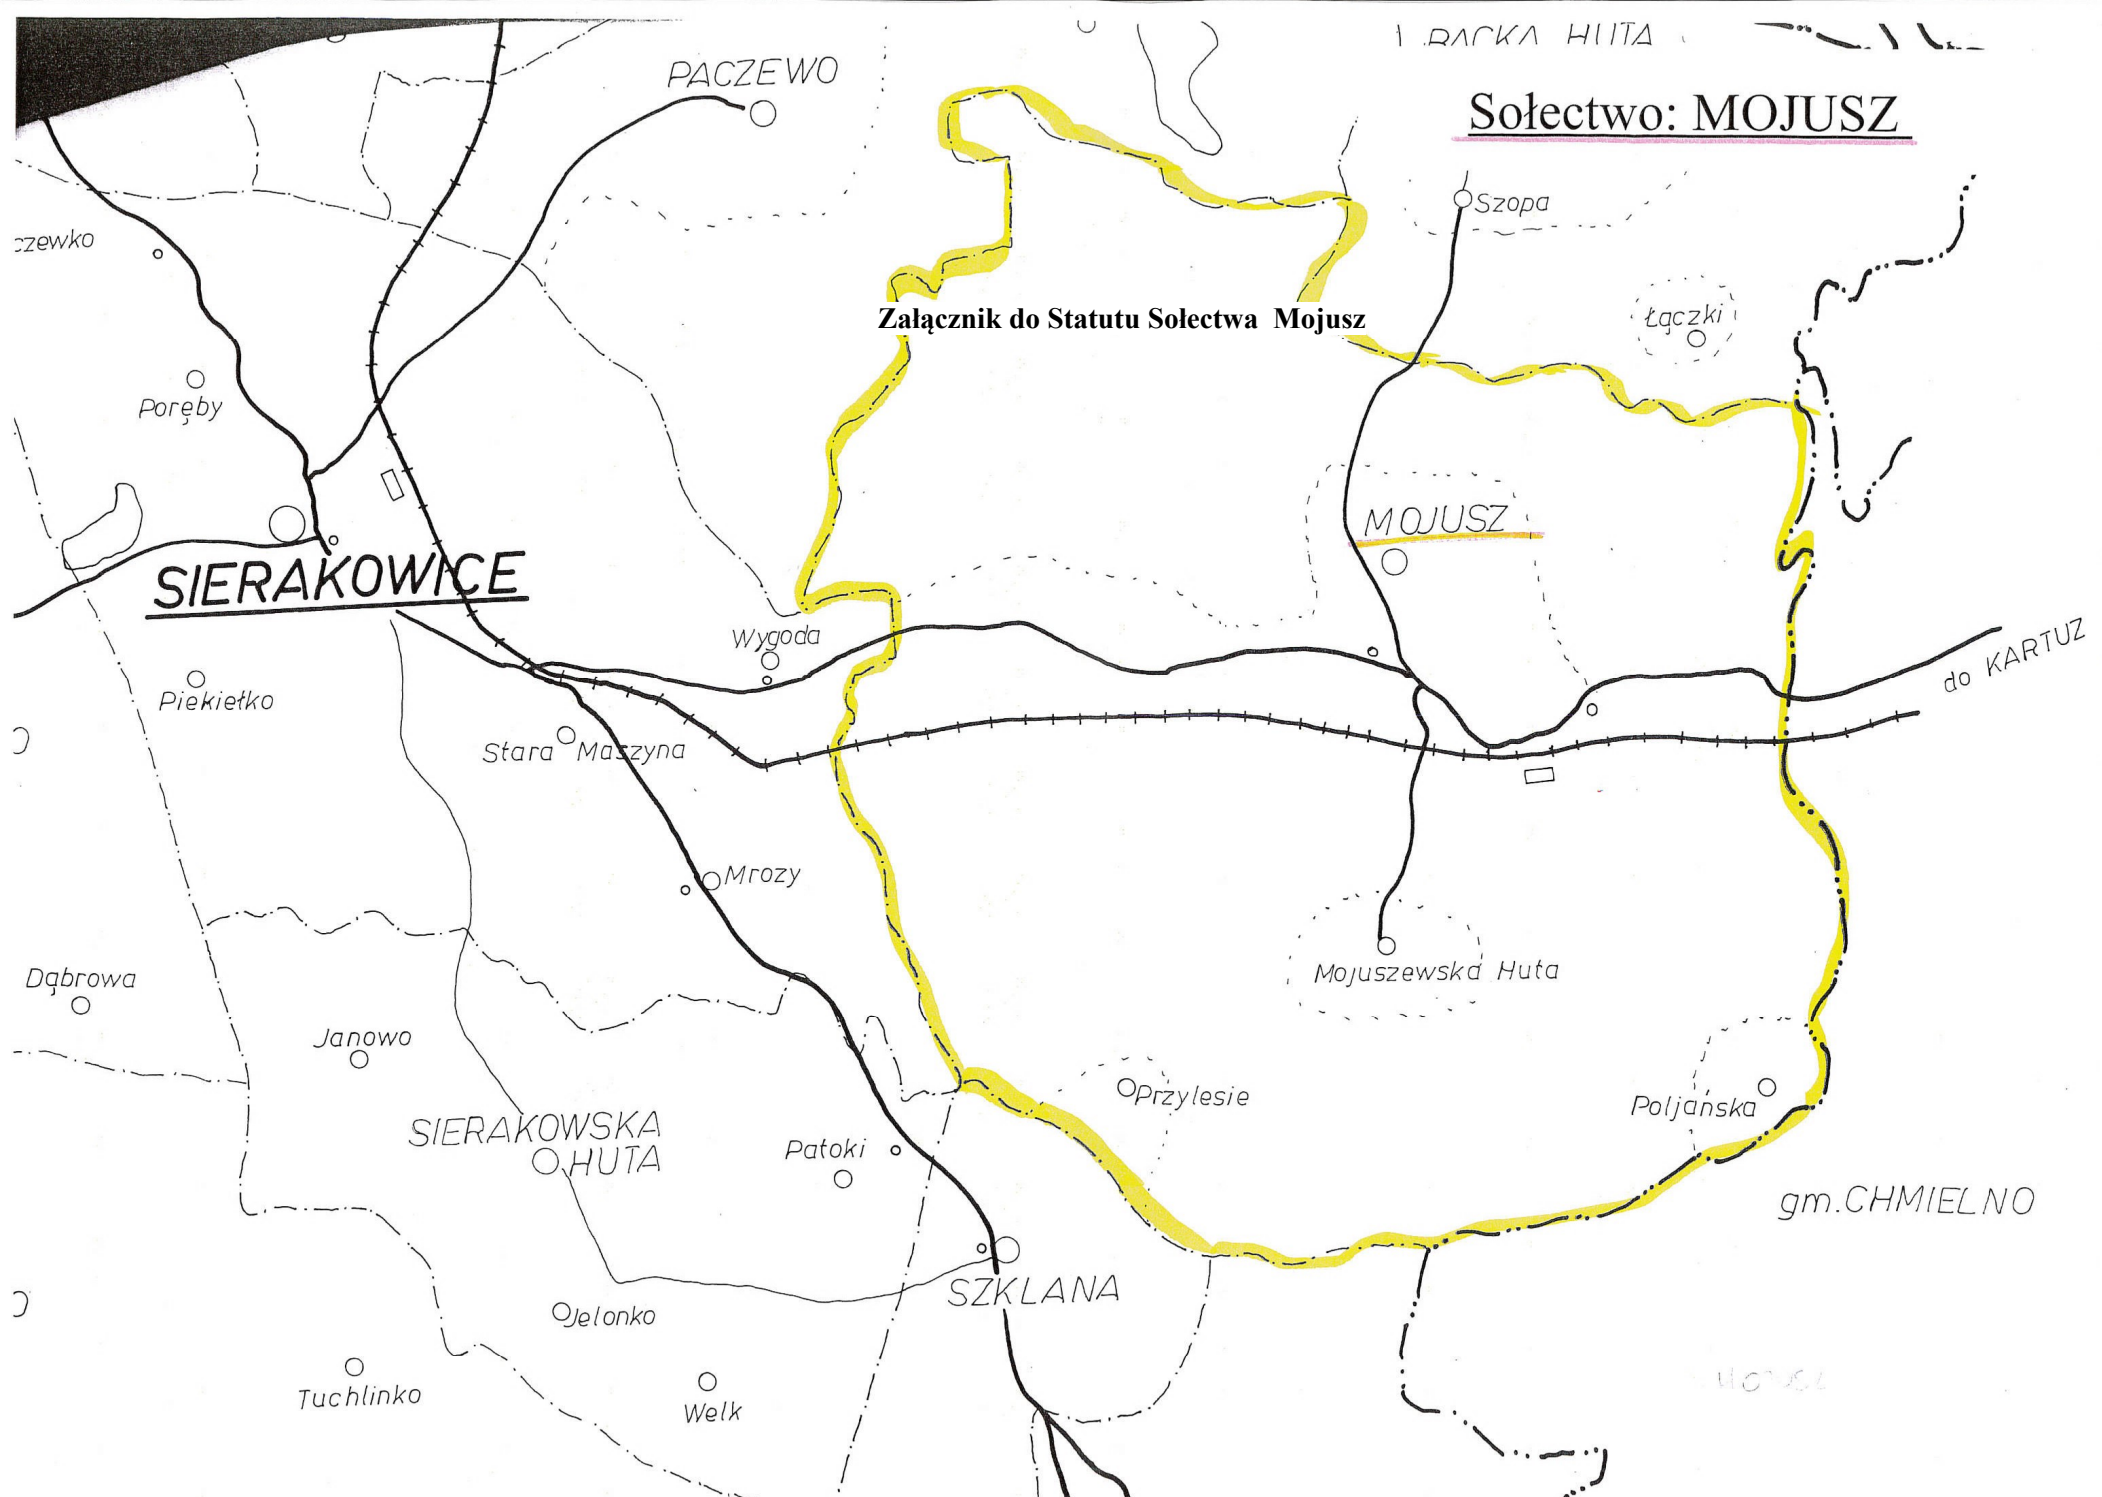 PACZEWO
Sołectwo: MOJUSZ
Szopa
czewko
Łączki
Załącznik do Statutu Sołectwa Mojusz
Poręby
MOJUSZ
SIERAKOWICE
Wygoda
do KARTUZ
Piekiełko
Stara Maszyna
Mrozy
Mojuszewska Huta
Dąbrowa
Janowo
Przylesie
Poljańska
SIERAKOWSKA
HUTA
Patoki
gm.CHMIELNO
SZKLANA
Jelonko
Tuchlinko
Welk